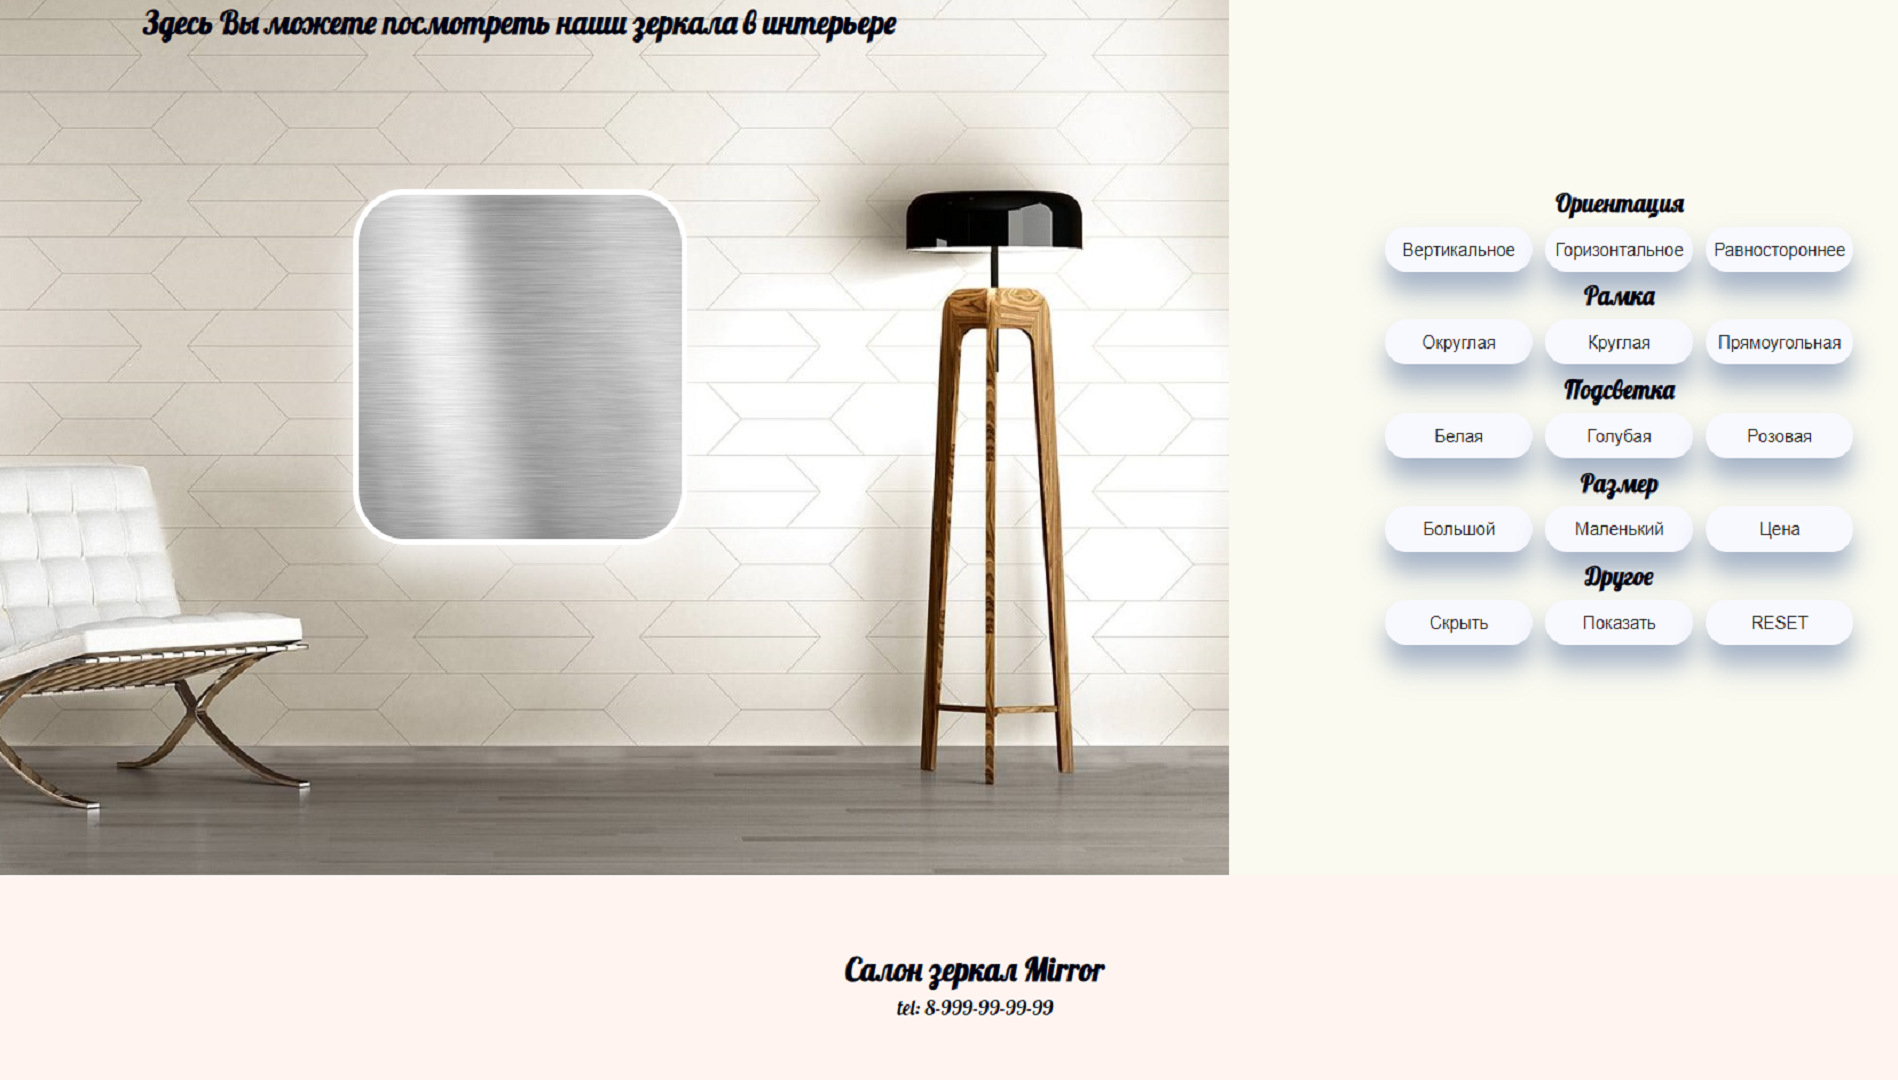 Здесь Вы можете посмотреть наши зеркала в интерьере
Ориентация
Вертикальное Горизонтальное Равностороннее
Рамка
Округлая Круглая Прямоугольная
Подсветка
Белая Голубая Розовая
Размер
Большой Маленький Цена
Другое
Скрыть Показать RESET
Салон зеркал Mirror
tel: 8-999-99-99-99